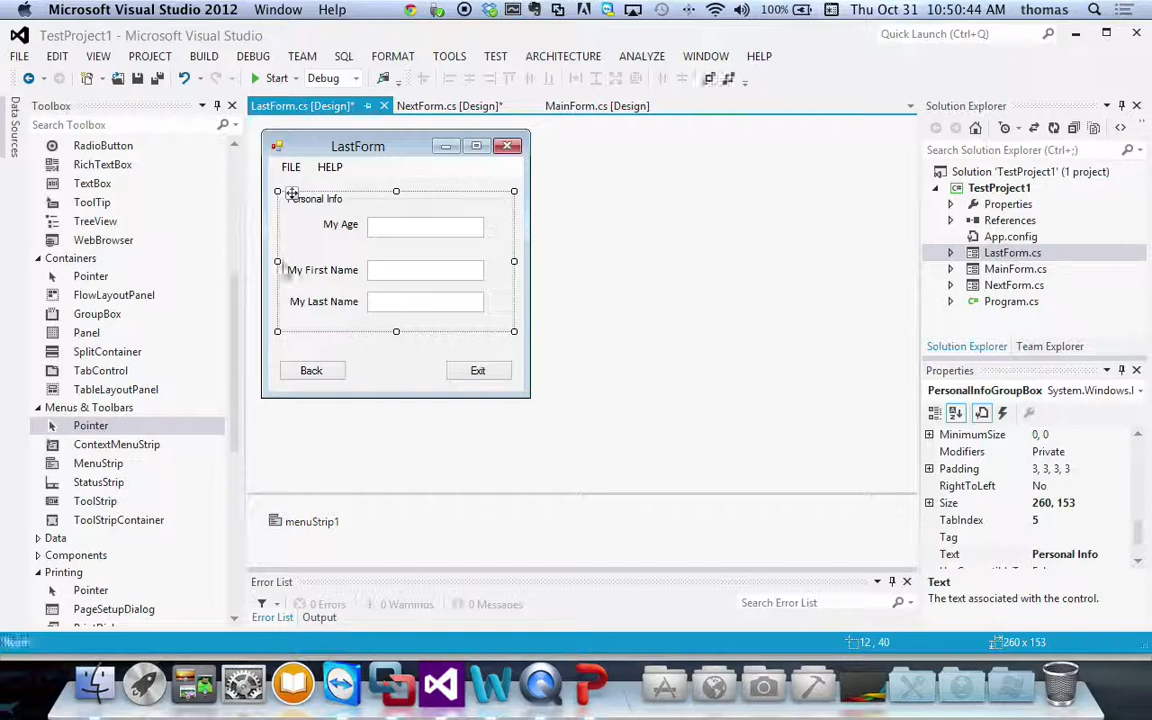 Microsoft Visual Studio 2012 Window Help 100% Thu Oct 31 10:50:44 AM thomas
TestProject1 - Microsoft Visual Studio
Quick Launch (Ctrl+Q)
FILE EDIT VIEW PROJECT BUILD DEBUG TEAM SQL FORMAT TOOLS TEST ARCHITECTURE ANALYZE WINDOW HELP
Start Debug
Data Sources
Toolbox
Search Toolbox
RadioButton
RichTextBox
TextBox
ToolTip
TreeView
WebBrowser
Containers
Pointer
FlowLayoutPanel
GroupBox
Panel
SplitContainer
TabControl
TableLayoutPanel
Menus & Toolbars
Pointer
ContextMenuStrip
MenuStrip
StatusStrip
ToolStrip
ToolStripContainer
Data
Components
Printing
Pointer
PageSetupDialog
LastForm.cs [Design]* NextForm.cs [Design]* MainForm.cs [Design]
LastForm
FILE HELP
Personal Info
My Age
My First Name
My Last Name
Back Exit
menuStrip1
Error List
0 Errors 0 Warnings 0 Messages
Search Error List
Error List Output
Solution Explorer
Search Solution Explorer (Ctrl+;)
Solution 'TestProject1' (1 project)
TestProject1
Properties
References
App.config
LastForm.cs
MainForm.cs
NextForm.cs
Program.cs
Solution Explorer Team Explorer
Properties
PersonalInfoGroupBox System.Windows.
MinimumSize 0, 0
Modifiers Private
Padding 3, 3, 3, 3
RightToLeft No
Size 260, 153
TabIndex 5
Tag
Text Personal Info
Text
The text associated with the control.
12 , 40 260 x 153